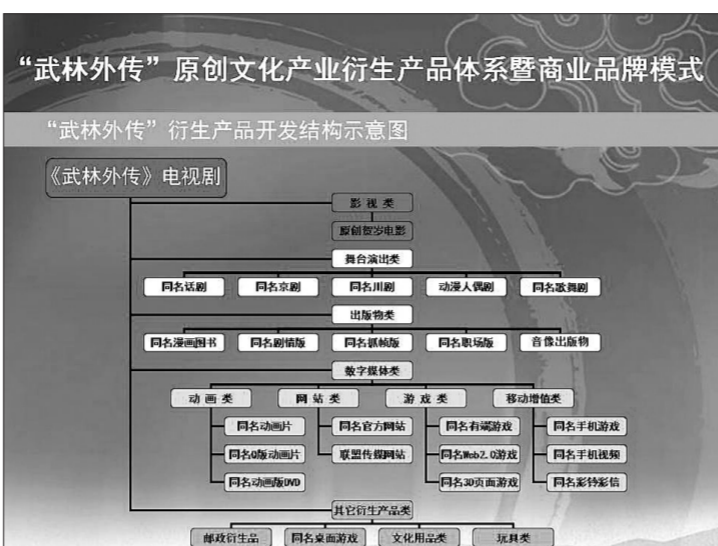 “武林外传”原创文化产业衍生产品体系暨商业品牌模式
“武林外传”衍生产品开发结构示意图
《武林外传》电视剧
影视类
原创贺岁电影
舞台演出类
同名话剧 同名京剧 同名川剧 动漫人偶剧 同名歌舞剧
出版物类
同名漫画图书 同名剧情版 同名抓帧版 同名职场版 音像出版物
数字媒体类
动画类 网站类 游戏类 移动增值类
同名动画片 同名官方网站 同名有端游戏 同名手机游戏
同名Q版动画片 联盟传媒网站 同名Web2.0游戏 同名手机视频
同名动画版DVD 同名3D页面游戏 同名彩铃彩信
其它衍生产品类
邮政衍生品 同名桌面游戏 文化用品类 玩具类